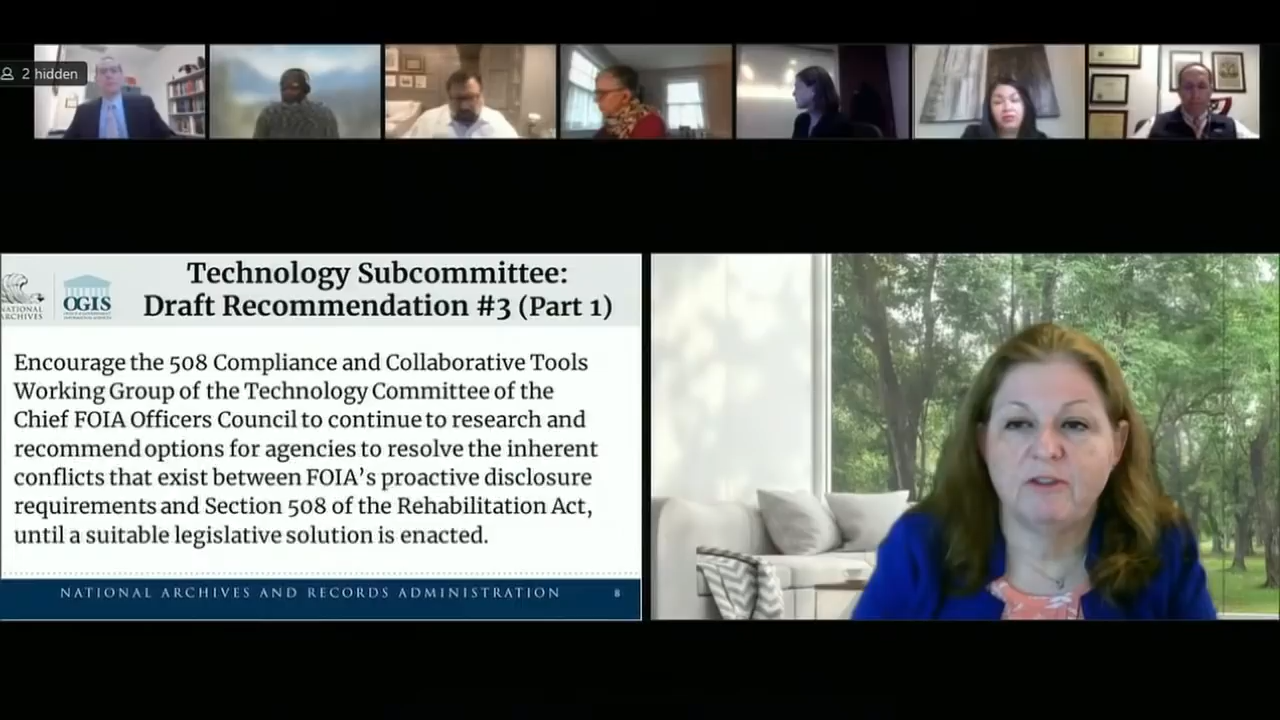 2 hidden
Technology Subcommittee:
Draft Recommendation #3 (Part 1)
NATIONAL
ARCHIVES
OGIS
Encourage the 508 Compliance and Collaborative Tools
Working Group of the Technology Committee of the
Chief FOIA Officers Council to continue to research and
recommend options for agencies to resolve the inherent
conflicts that exist between FOIA’s proactive disclosure
requirements and Section 508 of the Rehabilitation Act,
until a suitable legislative solution is enacted.
NATIONAL ARCHIVES AND RECORDS ADMINISTRATION
8